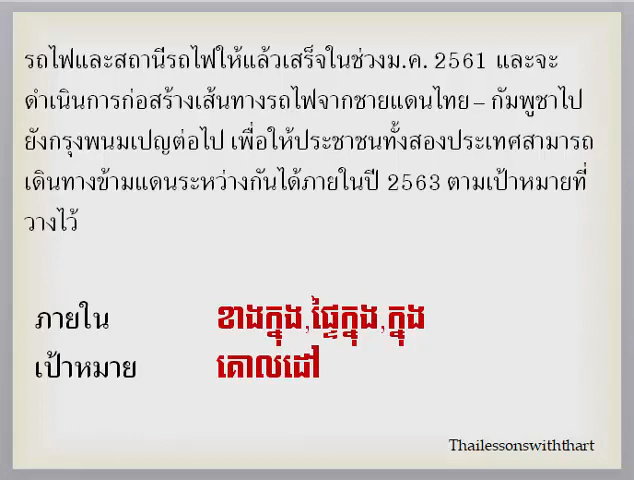 รถไฟและสถานีรถไฟให้แล้วเสร็จในช่วงม.ค. 2561 และจะ
ดำเนินการก่อสร้างเส้นทางรถไฟจากชายแดนไทย – กัมพูชาไป
ยังกรุงพนมเปญต่อไป เพื่อให้ประชาชนทั้งสองประเทศสามารถ
เดินทางข้ามแดนระหว่างกันได้ภายในปี 2563 ตามเป้าหมายที่
วางไว้
ภายใน ខាងក្នុង,ផ្ទៃក្នុង,ក្នុង
เป้าหมาย គោលដៅ
Thailessonswiththart